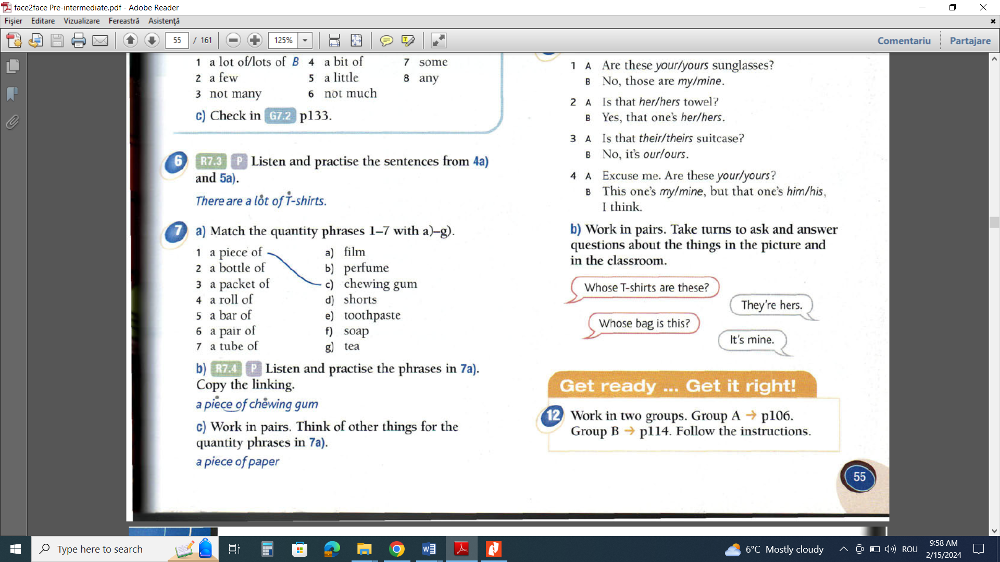 face2face Pre-intermediate.pdf - Adobe Reader
Fişier Editare Vizualizare Fereastră Asistenţă
55 / 161 125% Comentariu Partajare
1 a lot of/lots of B 4 a bit of 7 some
2 a few 5 a little 8 any
3 not many 6 not much
c) Check in G7.2 p133.
6 R7.3 P Listen and practise the sentences from 4a)
and 5a).
There are a lot of T-shirts.
7 a) Match the quantity phrases 1–7 with a)–g).
1 a piece of a) film
2 a bottle of b) perfume
3 a packet of c) chewing gum
4 a roll of d) shorts
5 a bar of e) toothpaste
6 a pair of f) soap
7 a tube of g) tea
b) R7.4 P Listen and practise the phrases in 7a).
Copy the linking.
a piece of chewing gum
c) Work in pairs. Think of other things for the
quantity phrases in 7a).
a piece of paper
1 A Are these your/yours sunglasses?
B No, those are my/mine.
2 A Is that her/hers towel?
B Yes, that one's her/hers.
3 A Is that their/theirs suitcase?
B No, it's our/ours.
4 A Excuse me. Are these your/yours?
B This one's my/mine, but that one's him/his,
I think.
b) Work in pairs. Take turns to ask and answer
questions about the things in the picture and
in the classroom.
Whose T-shirts are these?
They're hers.
Whose bag is this?
It's mine.
Get ready ... Get it right!
12 Work in two groups. Group A → p106.
Group B → p114. Follow the instructions.
55
Type here to search
6°C Mostly cloudy ROU 9:58 AM
2/15/2024